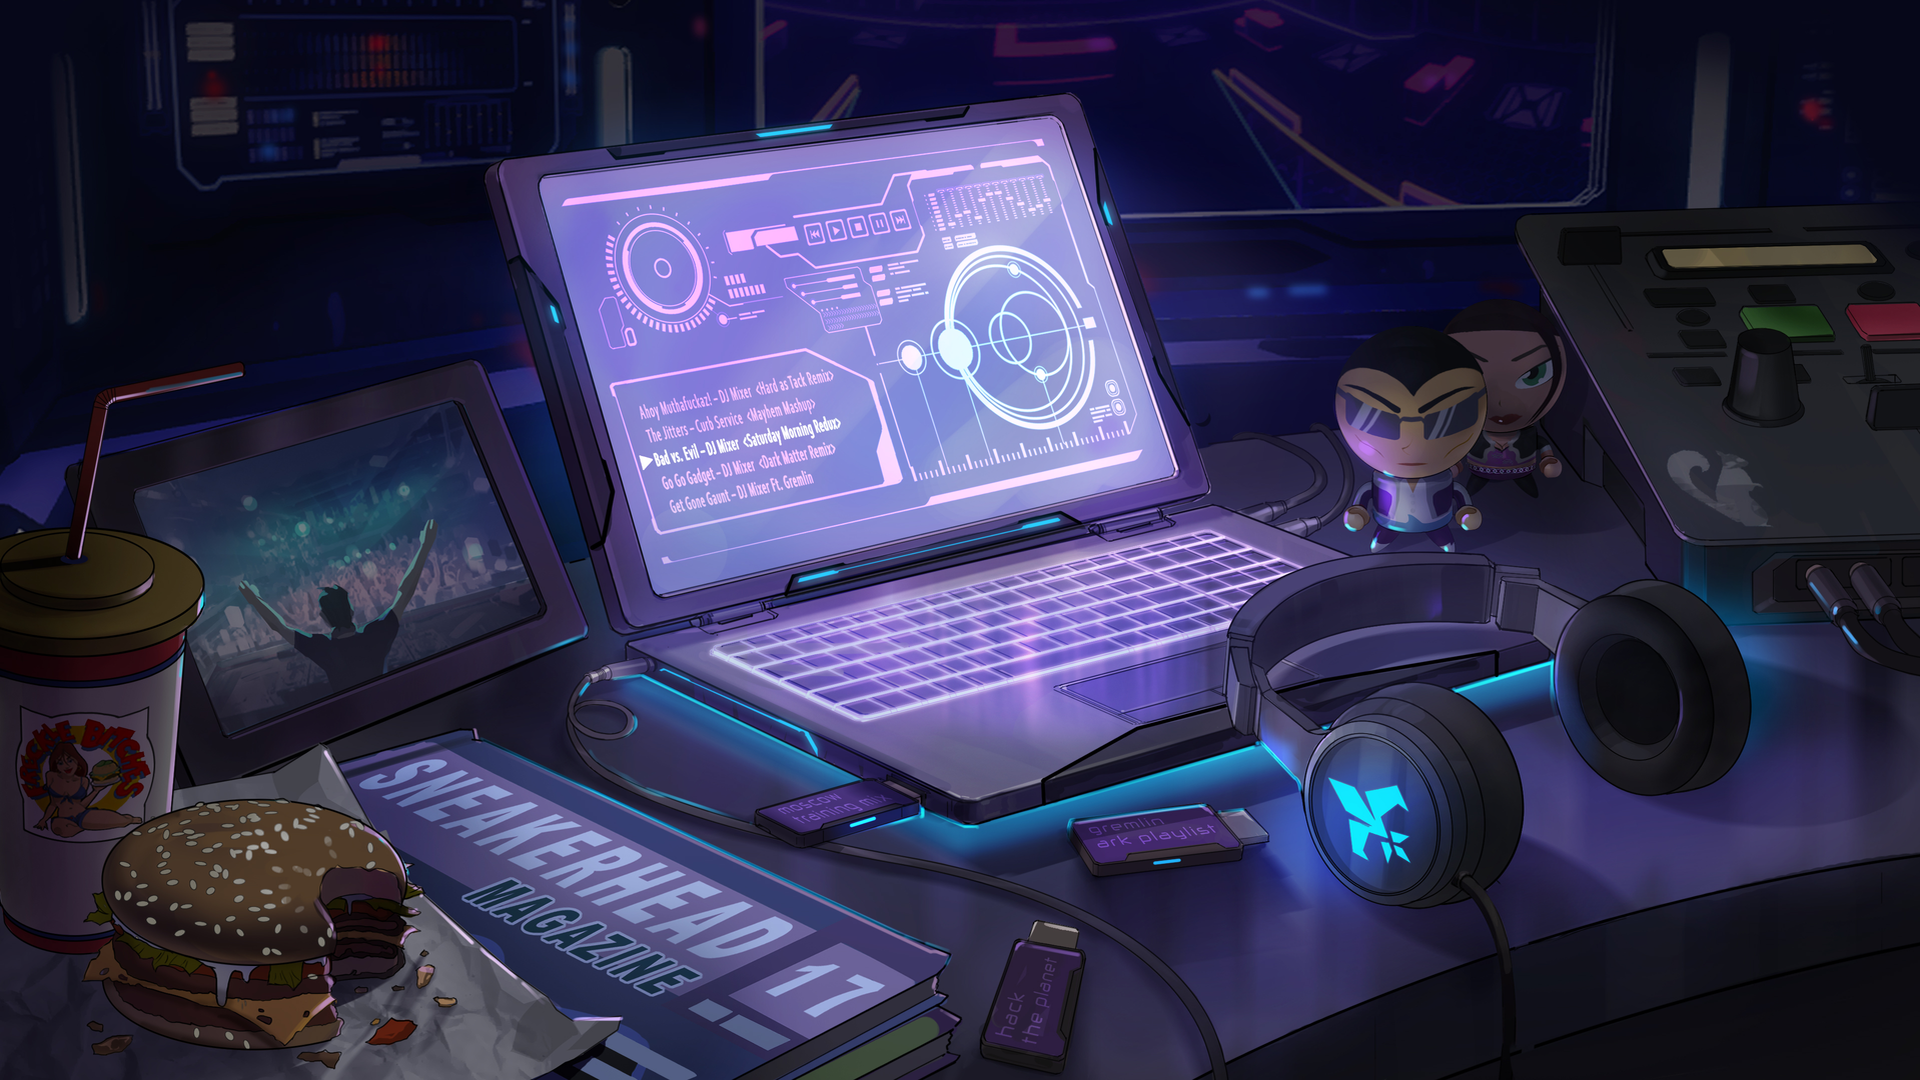 Ahoy Muthafuckaz! – DJ Mixer <Hard as Tack Remix>
The Jitters – Curb Service <Mayhem Mashup>
Bad vs. Evil – DJ Mixer <Saturday Morning Redux>
Go Go Gadget – DJ Mixer <Dark Matter Remix>
Get Gone Gaunt – DJ Mixer Ft. Gremlin
BITCHES
SNEAKERHEAD
MAGAZINE
17
moscow
training mix
gremlin
ark playlist
hack
the planet